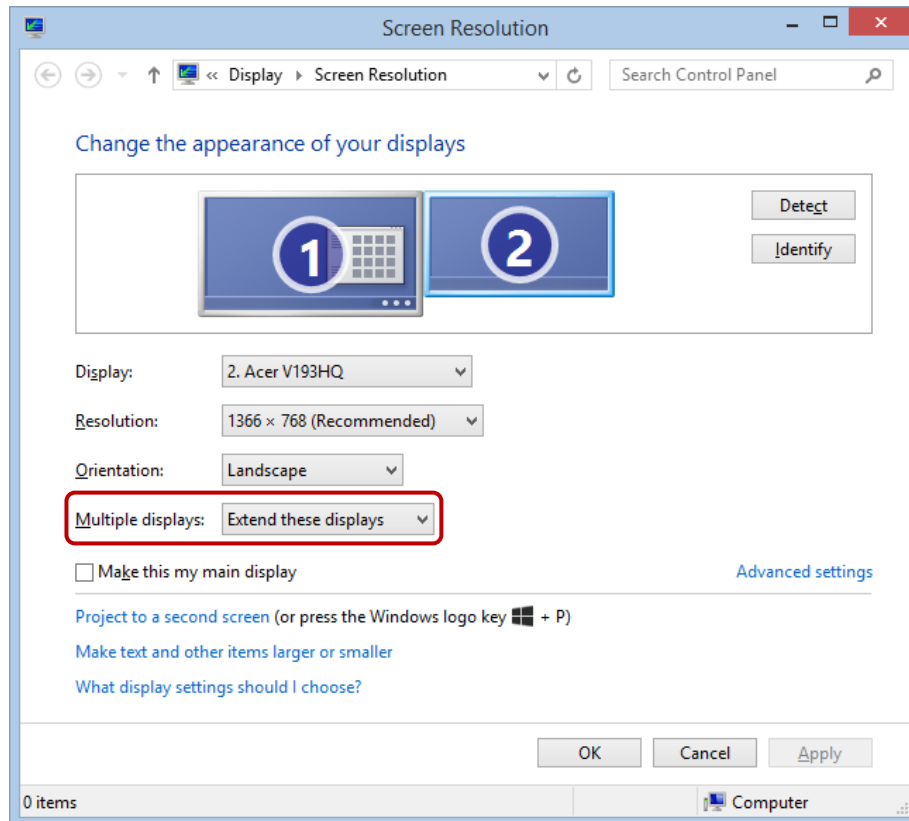 Screen Resolution
« Display Screen Resolution Search Control Panel
Change the appearance of your displays
1 2
Detect
Identify
Display: 2. Acer V193HQ
Resolution: 1366 × 768 (Recommended)
Orientation: Landscape
Multiple displays: Extend these displays
Make this my main display Advanced settings
Project to a second screen (or press the Windows logo key + P)
Make text and other items larger or smaller
What display settings should I choose?
OK Cancel Apply
0 items Computer